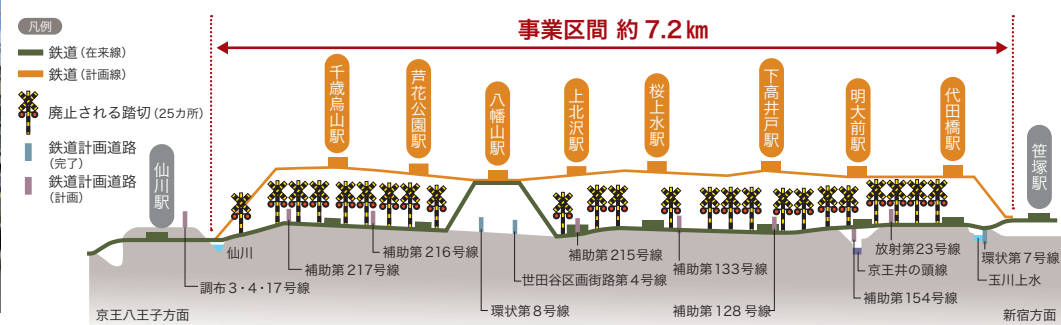 凡例
事業区間 約7.2㎞
鉄道(在来線)
鉄道(計画線)
廃止される踏切(25カ所)
鉄道計画道路
(完了)
鉄道計画道路
(計画)
仙川駅
千歳烏山駅
芦花公園駅
八幡山駅
上北沢駅
桜上水駅
下高井戸駅
明大前駅
代田橋駅
笹塚駅
仙川
補助第216号線
補助第217号線
調布3・4・17号線
補助第215号線
世田谷区画街路第4号線
環状第8号線
補助第133号線
補助第128号線
放射第23号線
京王井の頭線
補助第154号線
環状第7号線
玉川上水
京王八王子方面
新宿方面